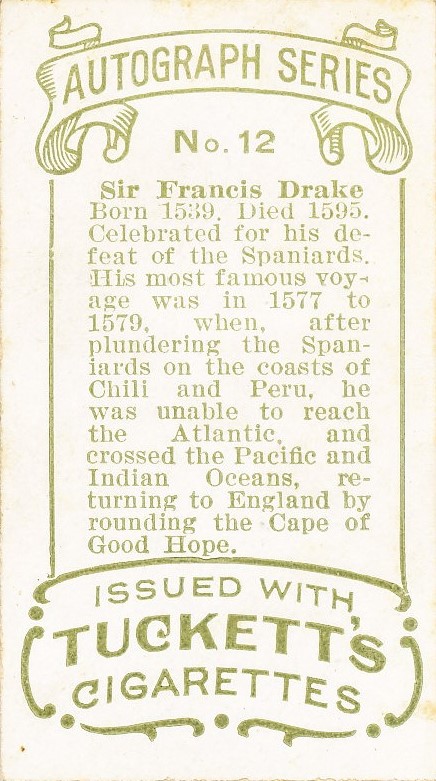 AUTOGRAPH SERIES
No. 12
Sir Francis Drake
Born 1539. Died 1595.
Celebrated for his de-
feat of the Spaniards.
His most famous voy-
age was in 1577 to
1579, when, after
plundering the Span-
iards on the coasts of
Chili and Peru, he
was unable to reach
the Atlantic, and
crossed the Pacific and
Indian Oceans, re-
turning to England by
rounding the Cape of
Good Hope.
ISSUED WITH
TUCKETT'S
CIGARETTES